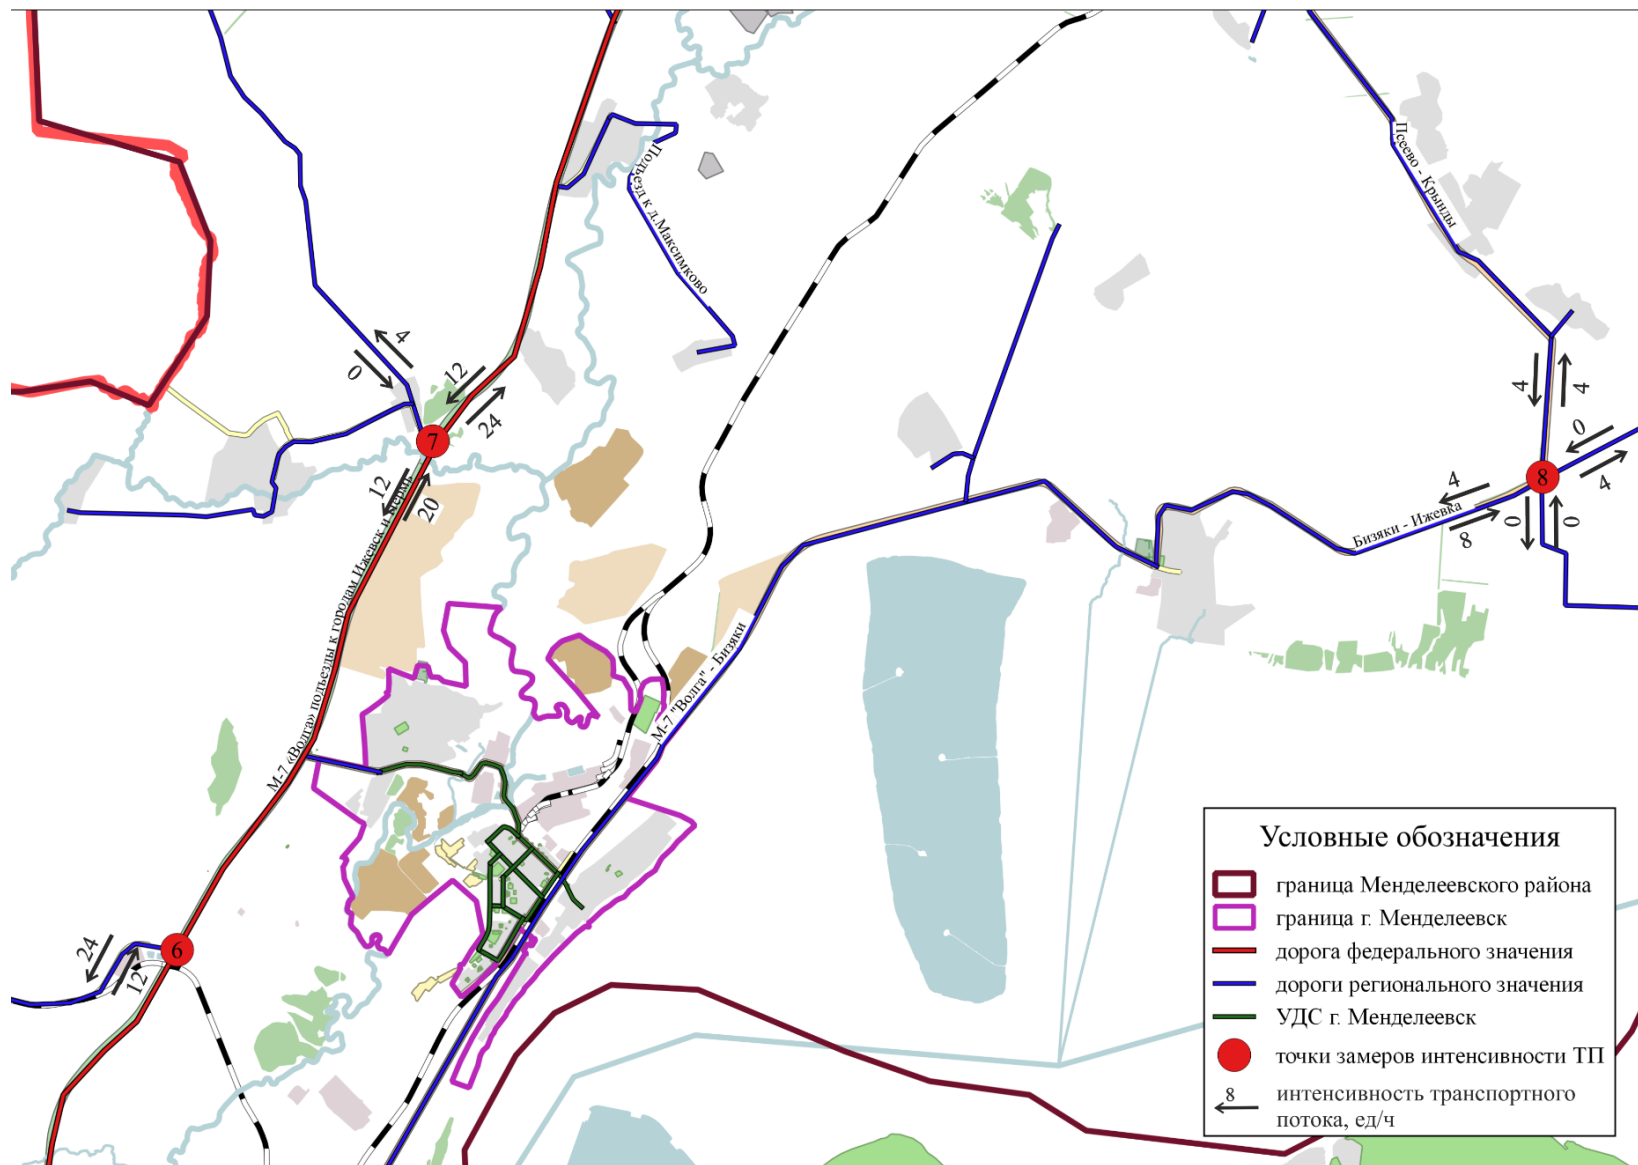 Подъезд к д.Максимково
Псеево - Крынды
4
0
12
24
7
12
20
4
4
0
4
8
4
8
0
0
Бизяки - Ижевка
М-7 «Волга» подъезды к городам Ижевск и Пермь
М-7 "Волга" - Бизяки
24
12
6
Условные обозначения
граница Менделеевского района
граница г. Менделеевск
дорога федерального значения
дороги регионального значения
УДС г. Менделеевск
точки замеров интенсивности ТП
8
интенсивность транспортного
потока, ед/ч